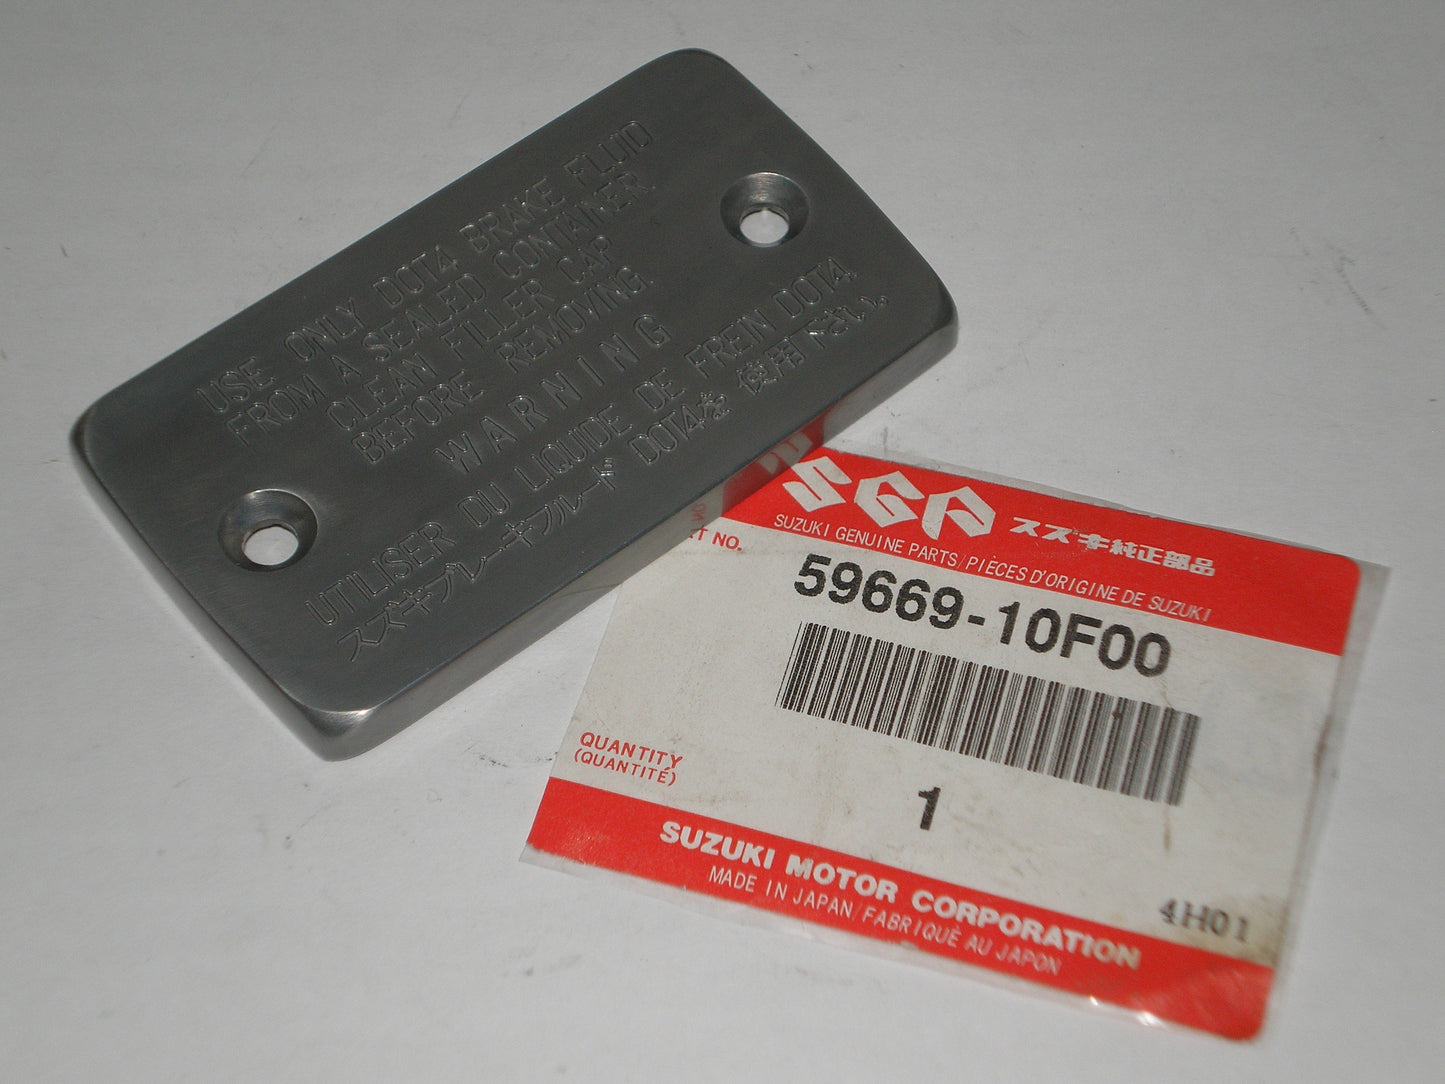 USE ONLY DOT4 BRAKE FLUID
FROM A SEALED CONTAINER.
CLEAN FILLER CAP
BEFORE REMOVING.
WARNING
UTILISER DU LIQUIDE DE FREIN DOT4.
スズキブレーキフルード DOT4を 使用下さい。
SGP スズキ純正部品
SUZUKI GENUINE PARTS/PIÈCES D'ORIGINE DE SUZUKI
NO.
59669-10F00
QUANTITY
(QUANTITÉ)
1
4H01
SUZUKI MOTOR CORPORATION
MADE IN JAPAN/FABRIQUÉ AU JAPON